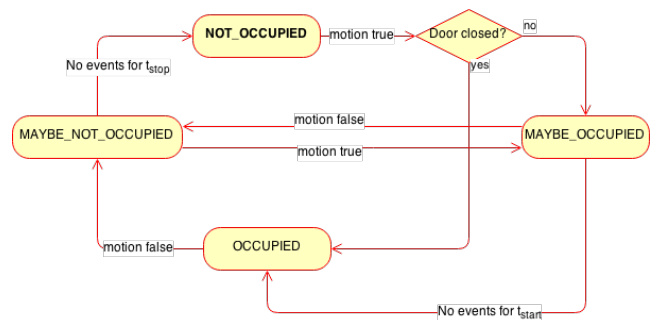 NOT_OCCUPIED
motion true
Door closed?
no
yes
No events for tstop
MAYBE_NOT_OCCUPIED
motion false
motion true
MAYBE_OCCUPIED
motion false
OCCUPIED
No events for tstart